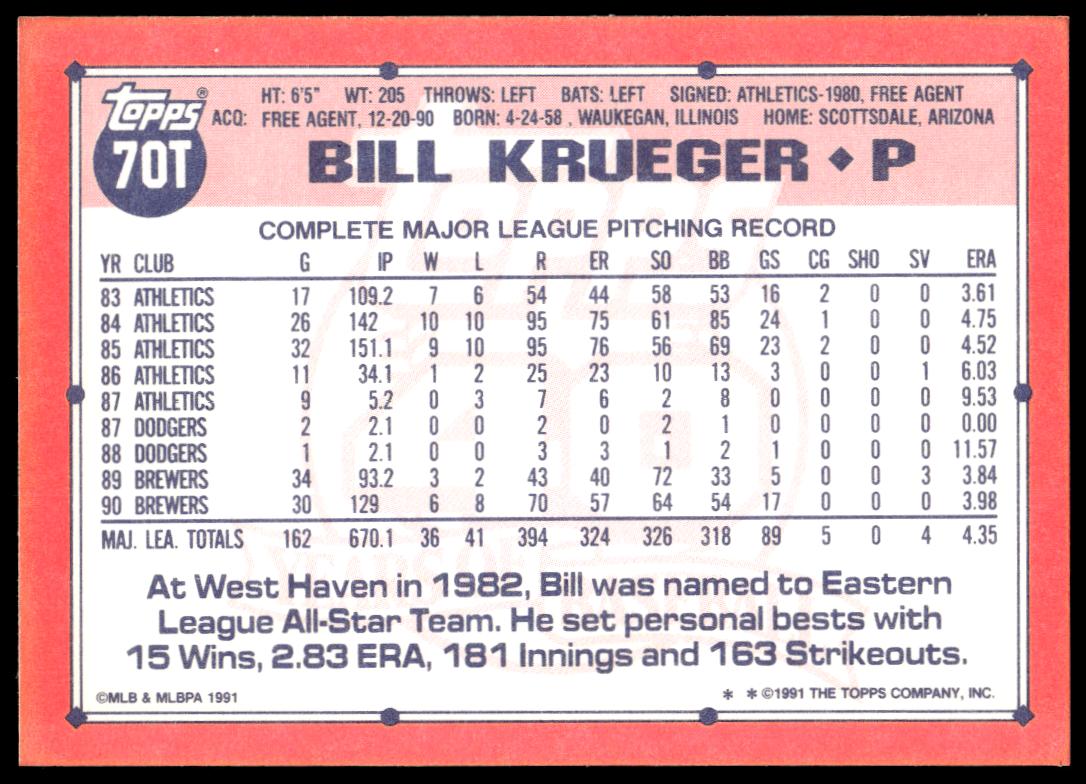 topps®
70T
HT: 6'5" WT: 205 THROWS: LEFT BATS: LEFT SIGNED: ATHLETICS-1980, FREE AGENT
ACQ: FREE AGENT, 12-20-90 BORN: 4-24-58 , WAUKEGAN, ILLINOIS HOME: SCOTTSDALE, ARIZONA
BILL KRUEGER ◆ P
COMPLETE MAJOR LEAGUE PITCHING RECORD
YR CLUB G IP W L R ER SO BB GS CG SHO SV ERA
83 ATHLETICS 17 109.2 7 6 54 44 58 53 16 2 0 0 3.61
84 ATHLETICS 26 142 10 10 95 75 61 85 24 1 0 0 4.75
85 ATHLETICS 32 151.1 9 10 95 76 56 69 23 2 0 0 4.52
86 ATHLETICS 11 34.1 1 2 25 23 10 13 3 0 0 1 6.03
87 ATHLETICS 9 5.2 0 3 7 6 2 8 0 0 0 0 9.53
87 DODGERS 2 2.1 0 0 2 0 2 1 0 0 0 0 0.00
88 DODGERS 1 2.1 0 0 3 3 1 2 1 0 0 0 11.57
89 BREWERS 34 93.2 3 2 43 40 72 33 5 0 0 3 3.84
90 BREWERS 30 129 6 8 70 57 64 54 17 0 0 0 3.98
MAJ. LEA. TOTALS 162 670.1 36 41 394 324 326 318 89 5 0 4 4.35
At West Haven in 1982, Bill was named to Eastern
League All-Star Team. He set personal bests with
15 Wins, 2.83 ERA, 181 Innings and 163 Strikeouts.
©MLB & MLBPA 1991
* * ©1991 THE TOPPS COMPANY, INC.